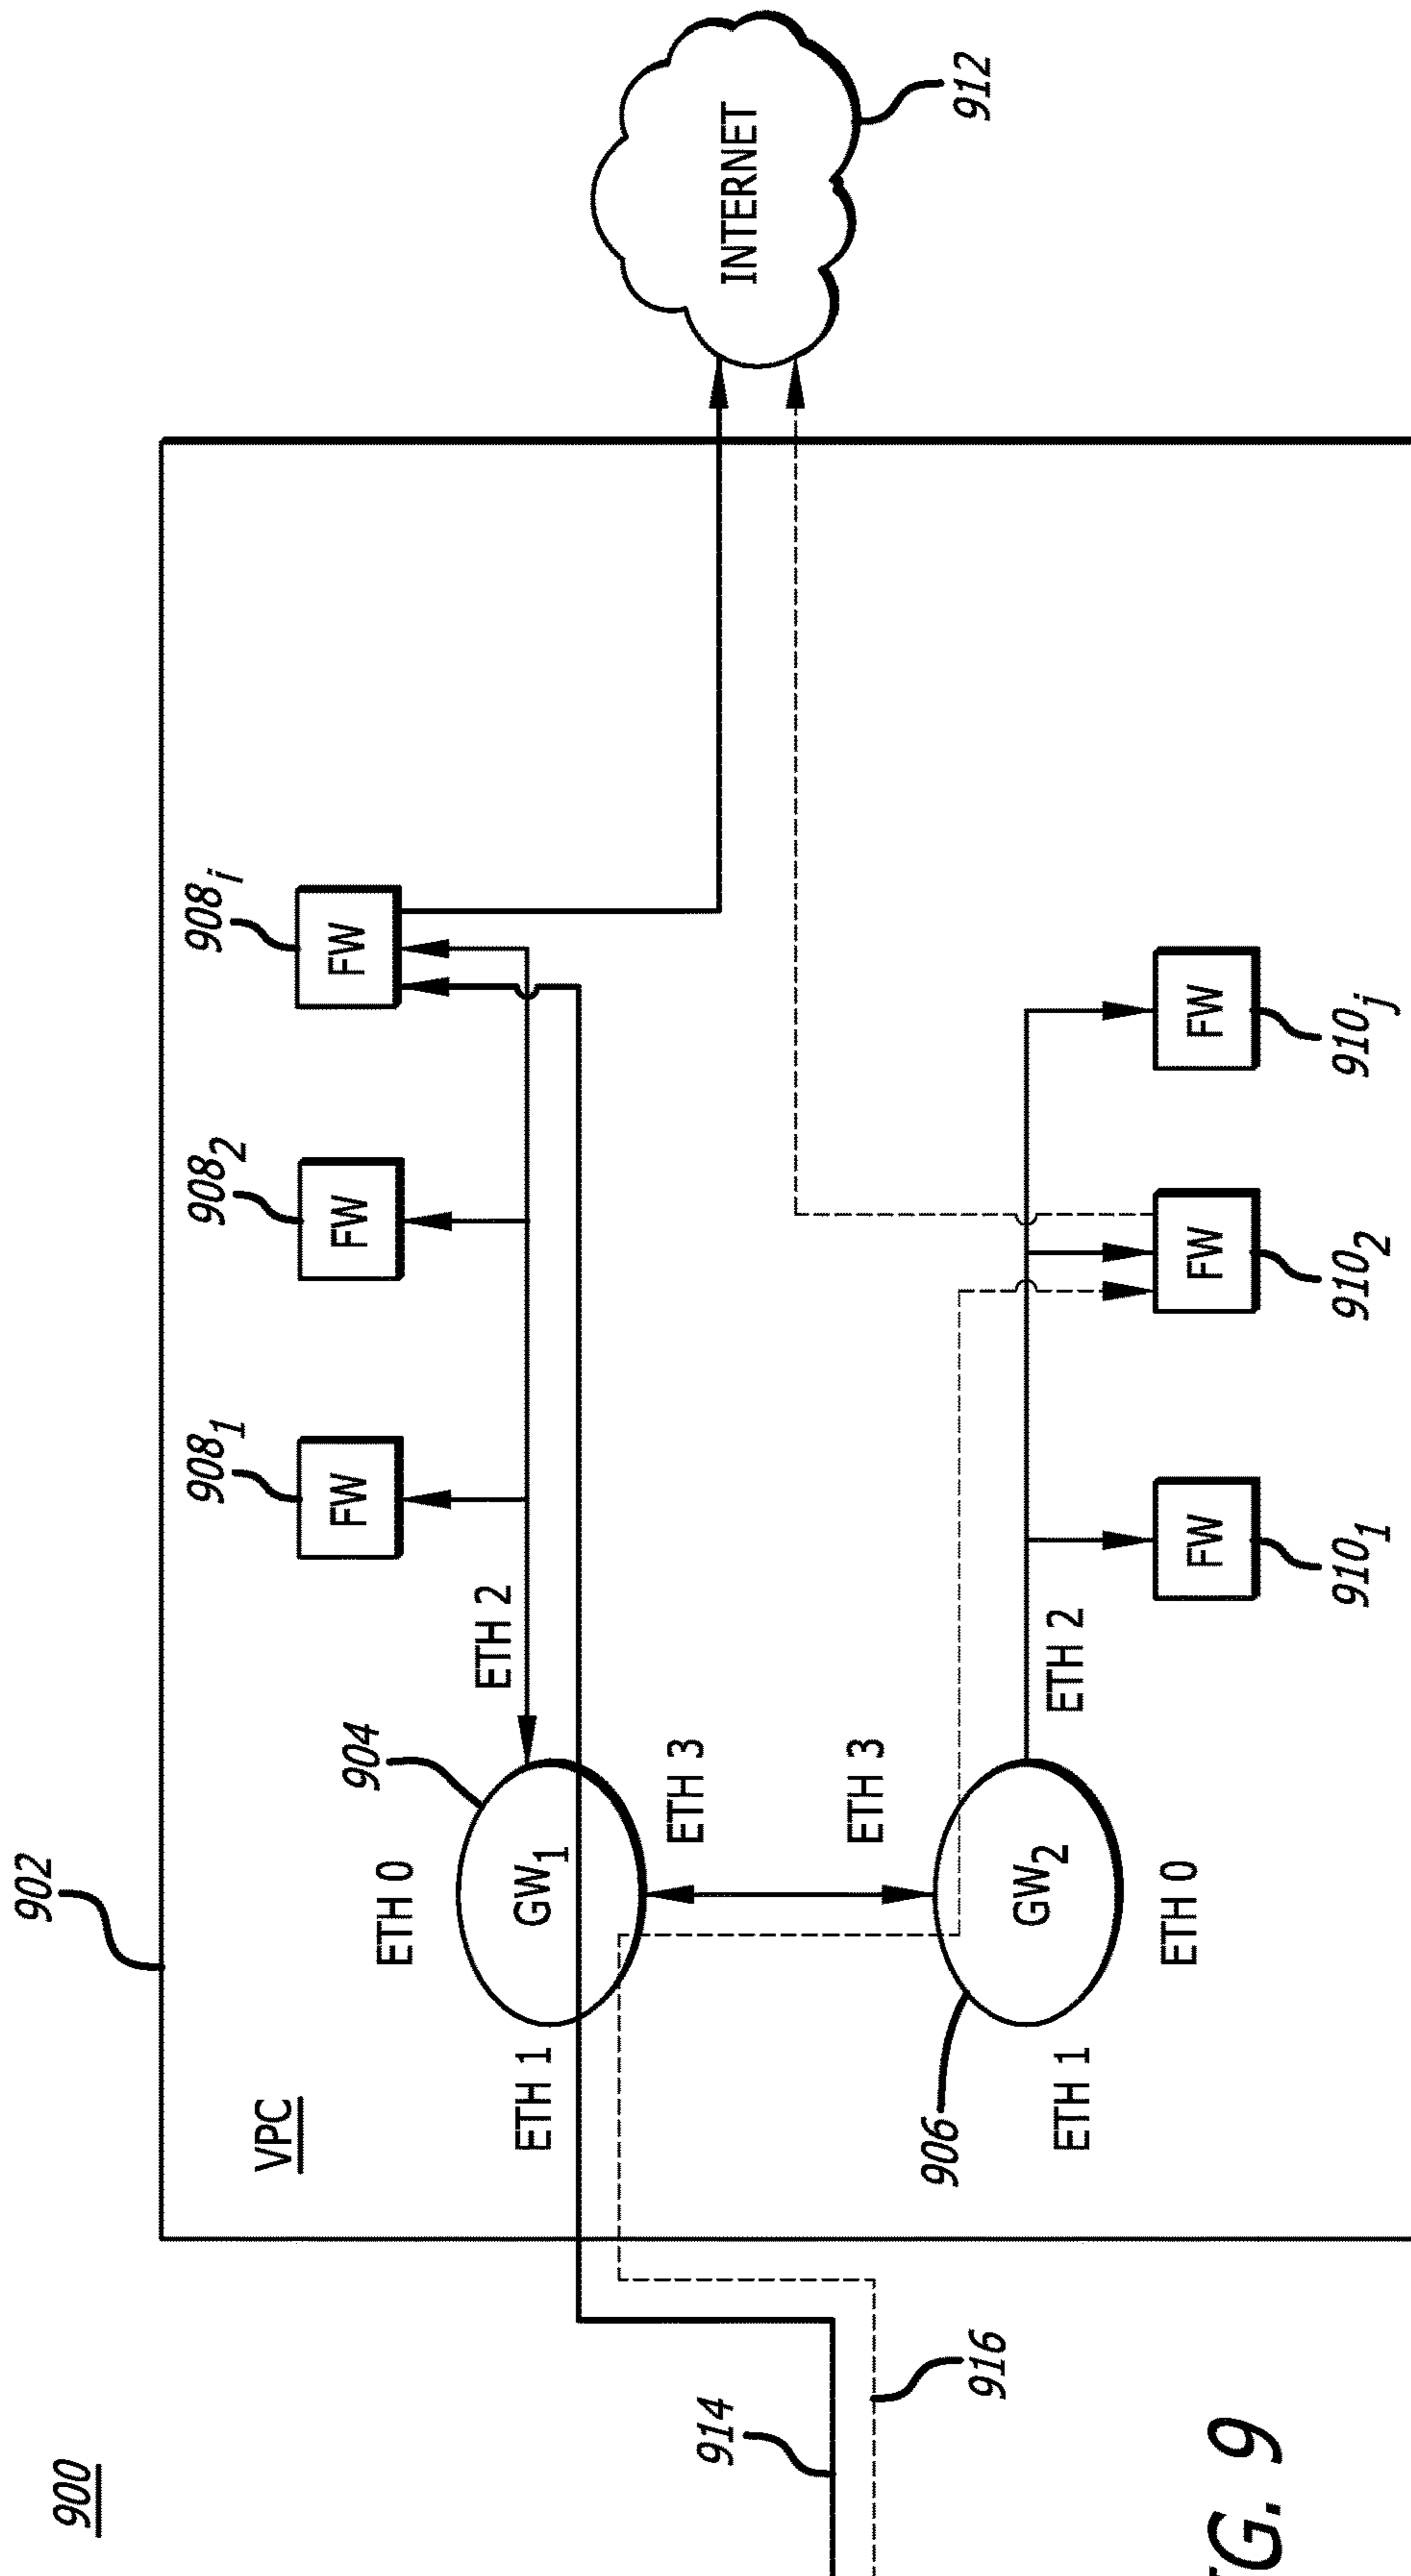 902
900
908₁
908₂
908ᵢ
VPC
FW
FW
FW
904
ETH 0
ETH 2
ETH 1
GW₁
ETH 3
914
INTERNET
ETH 3
906
912
916
GW₂
ETH 1
ETH 2
ETH 0
FW
FW
FW
IG. 9
910₁
910₂
910ⱼ